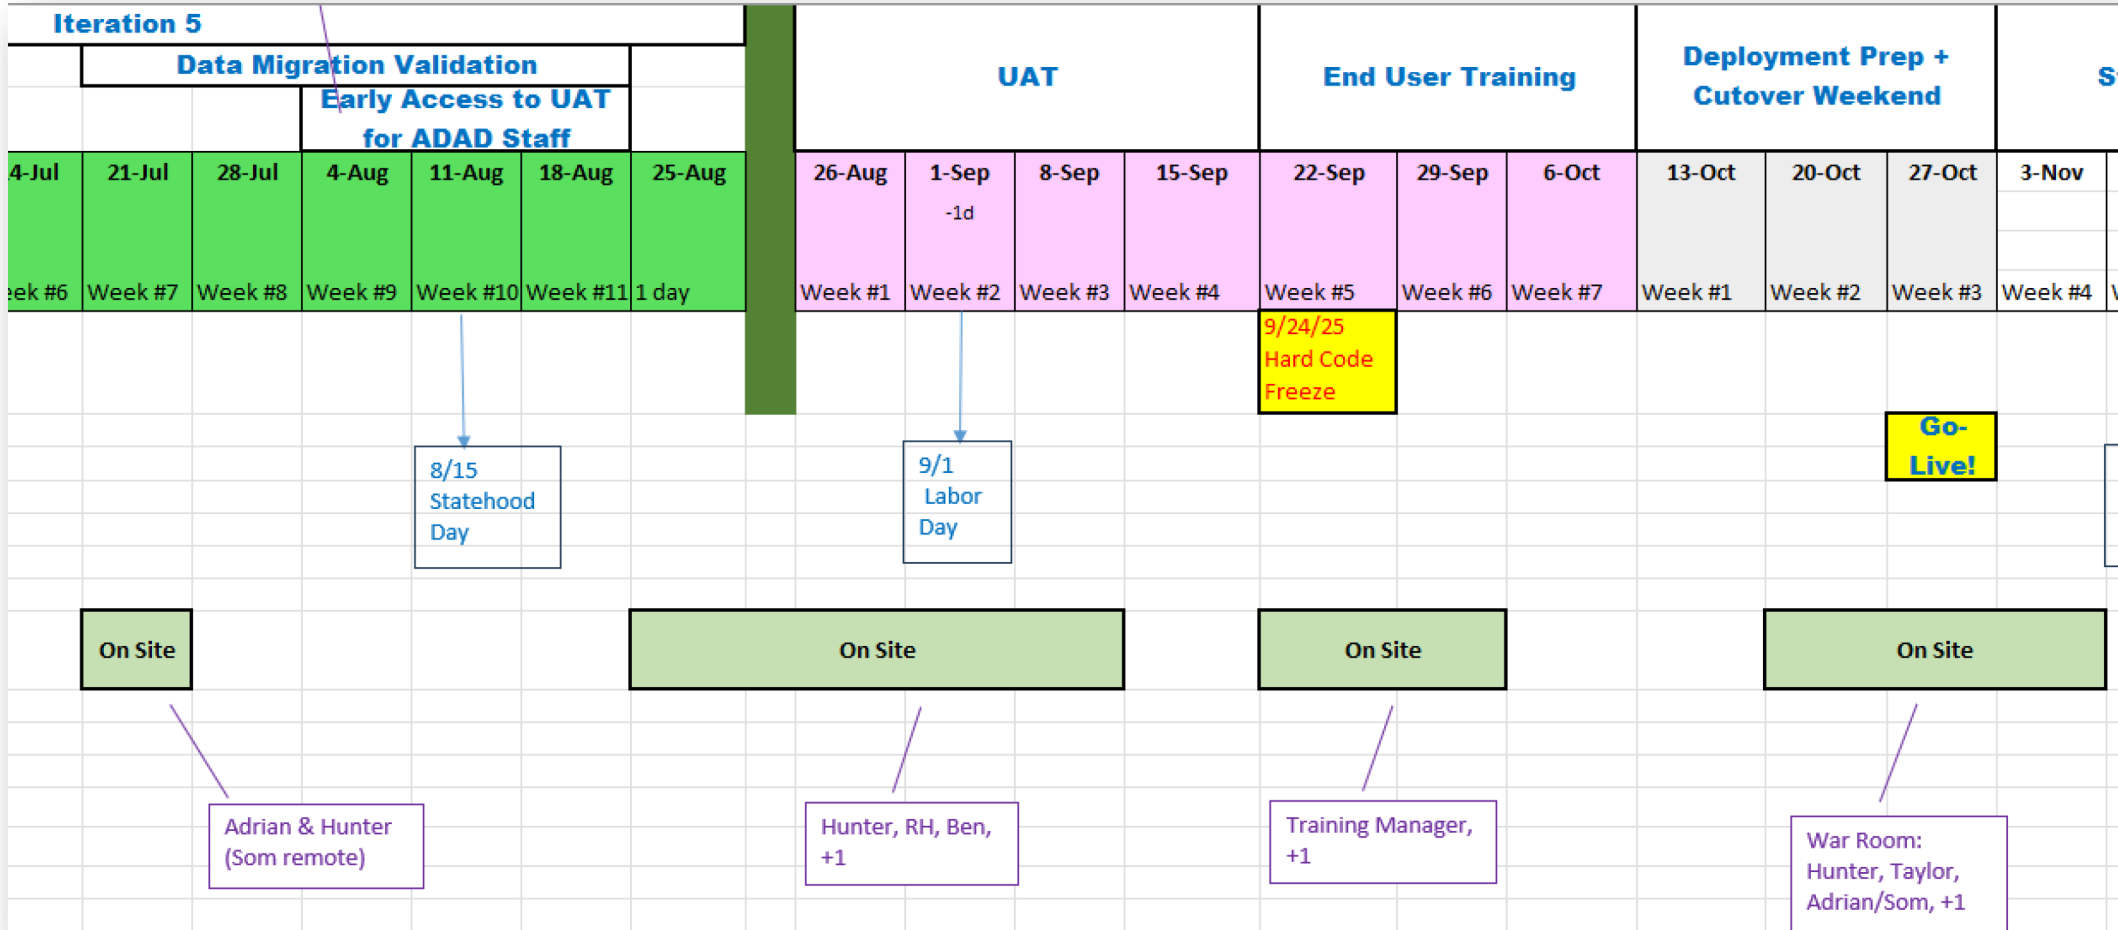 Iteration 5
Data Migration Validation
Early Access to UAT
for ADAD Staff
UAT
End User Training
Deployment Prep +
Cutover Weekend
4-Jul
21-Jul
28-Jul
4-Aug
11-Aug
18-Aug
25-Aug
26-Aug
1-Sep
8-Sep
15-Sep
22-Sep
29-Sep
6-Oct
13-Oct
20-Oct
27-Oct
3-Nov
-1d
eek #6
Week #7
Week #8
Week #9
Week #10
Week #11
1 day
Week #1
Week #2
Week #3
Week #4
Week #5
Week #6
Week #7
Week #1
Week #2
Week #3
Week #4
9/24/25
Hard Code
Freeze
Go-
Live!
8/15
Statehood
Day
9/1
Labor
Day
On Site
On Site
On Site
On Site
Adrian & Hunter
(Som remote)
Hunter, RH, Ben,
+1
Training Manager,
+1
War Room:
Hunter, Taylor,
Adrian/Som, +1